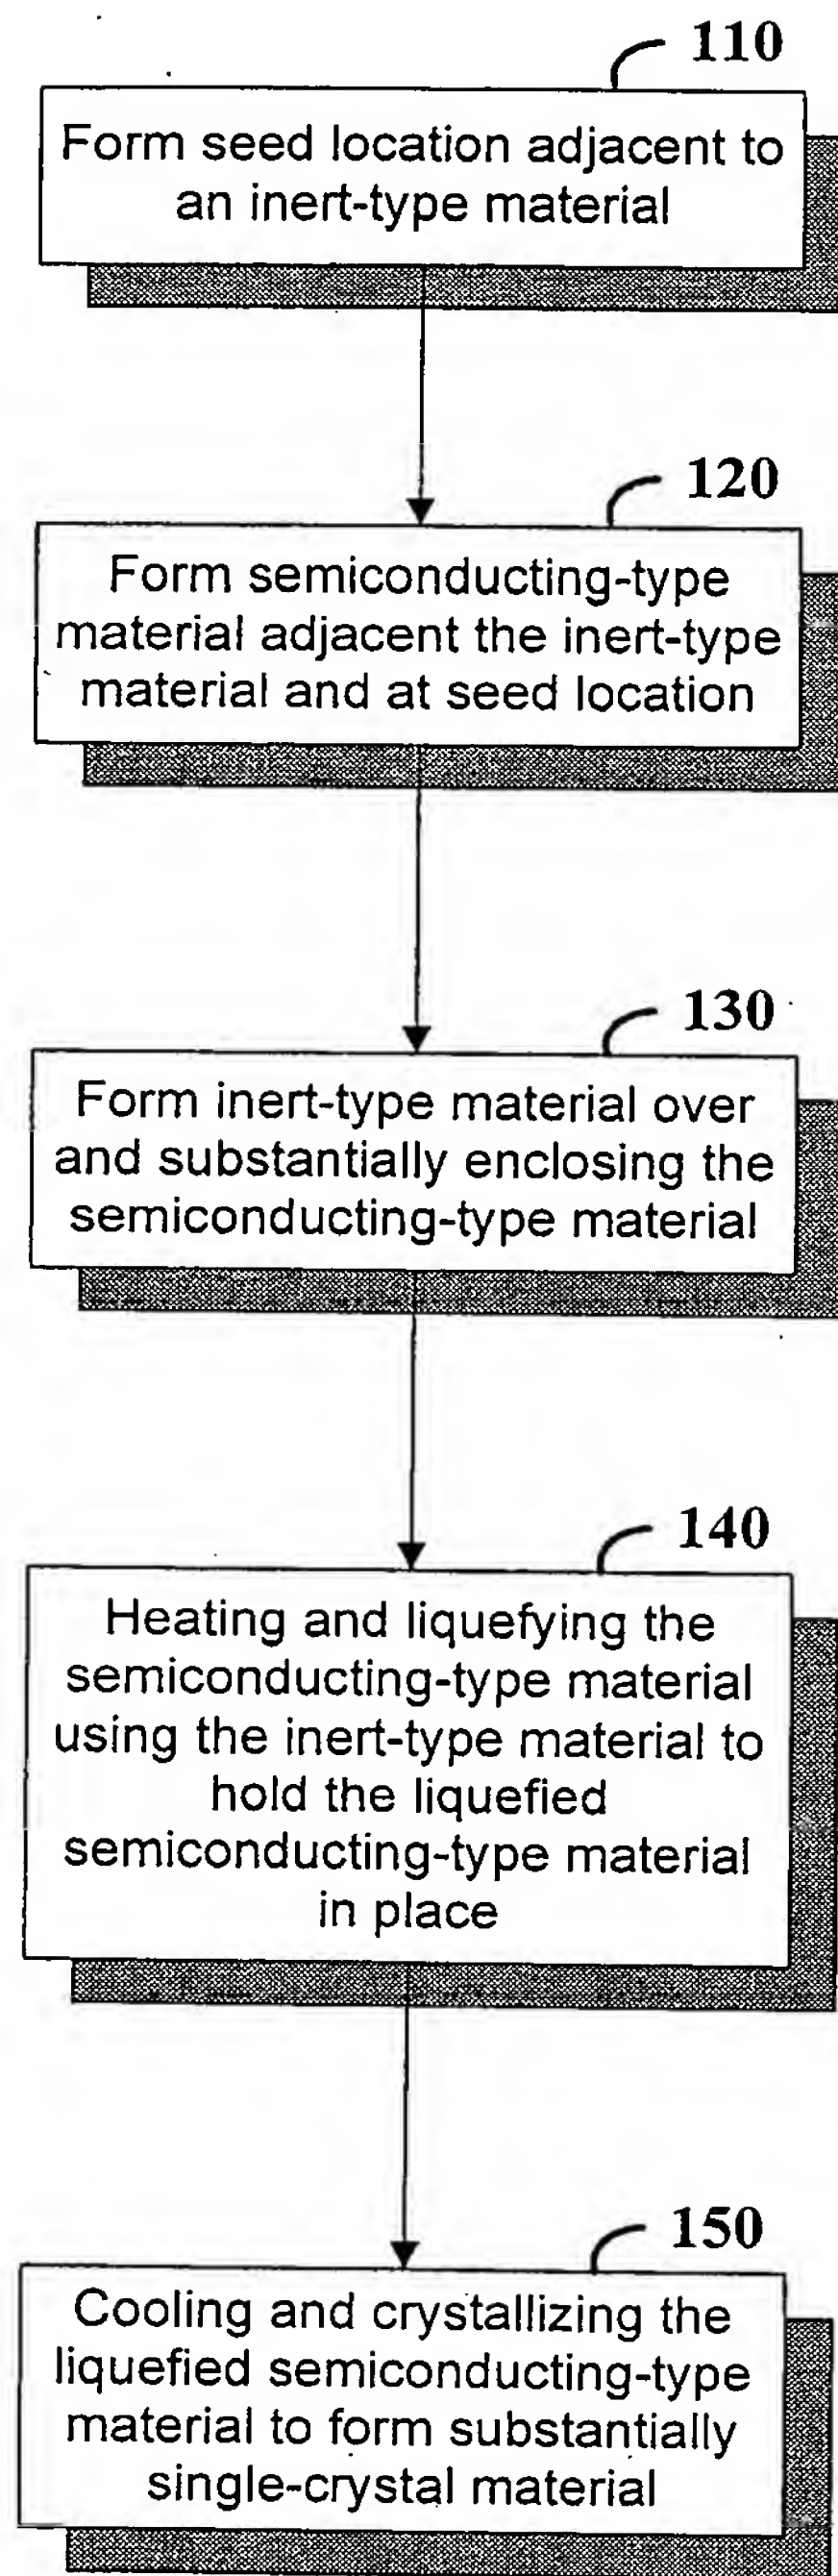 110
Form seed location adjacent to
an inert-type material
120
Form semiconducting-type
material adjacent the inert-type
material and at seed location
130
Form inert-type material over
and substantially enclosing the
semiconducting-type material
140
Heating and liquefying the
semiconducting-type material
using the inert-type material to
hold the liquefied
semiconducting-type material
in place
150
Cooling and crystallizing the
liquefied semiconducting-type
material to form substantially
single-crystal material